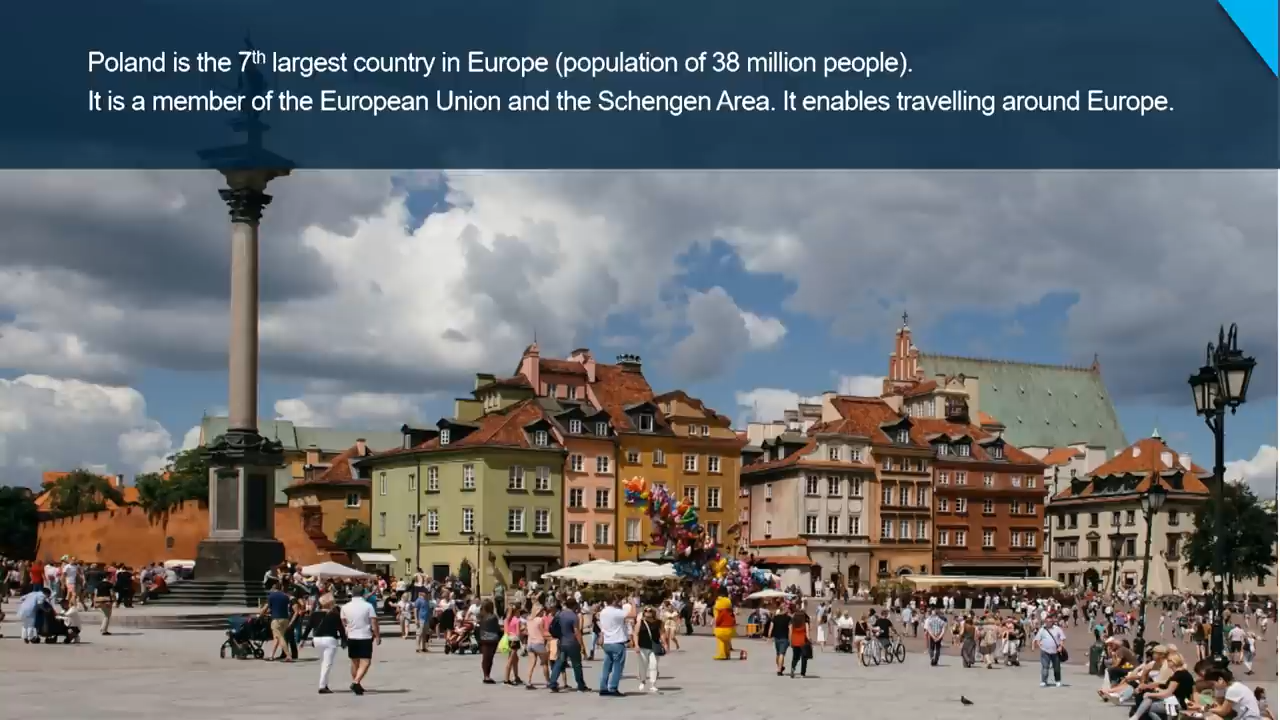 Poland is the 7th largest country in Europe (population of 38 million people).
It is a member of the European Union and the Schengen Area. It enables travelling around Europe.